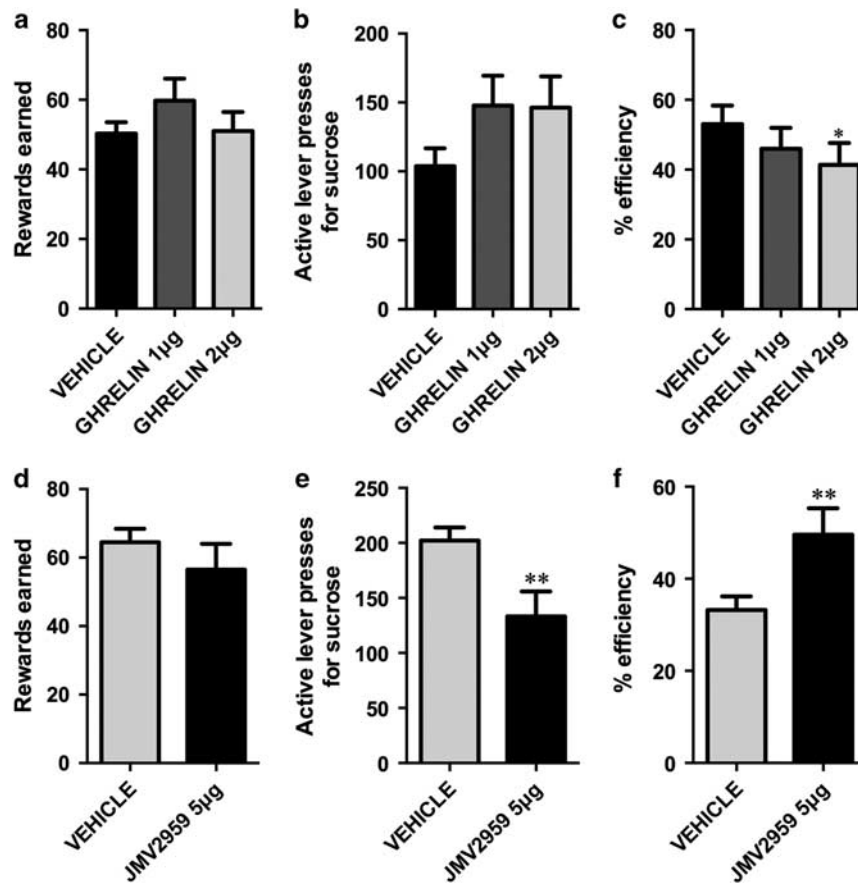 a
Rewards earned
80
60
40
20
0
VEHICLE
GHRELIN 1µg
GHRELIN 2µg
b
Active lever presses
for sucrose
200
150
100
50
0
VEHICLE
GHRELIN 1µg
GHRELIN 2µg
c
% efficiency
80
60
40
20
0
*
VEHICLE
GHRELIN 1µg
GHRELIN 2µg
d
Rewards earned
80
60
40
20
0
VEHICLE
JMV2959 5µg
e
Active lever presses
for sucrose
250
200
150
100
50
0
**
VEHICLE
JMV2959 5µg
f
% efficiency
60
40
20
0
**
VEHICLE
JMV2959 5µg